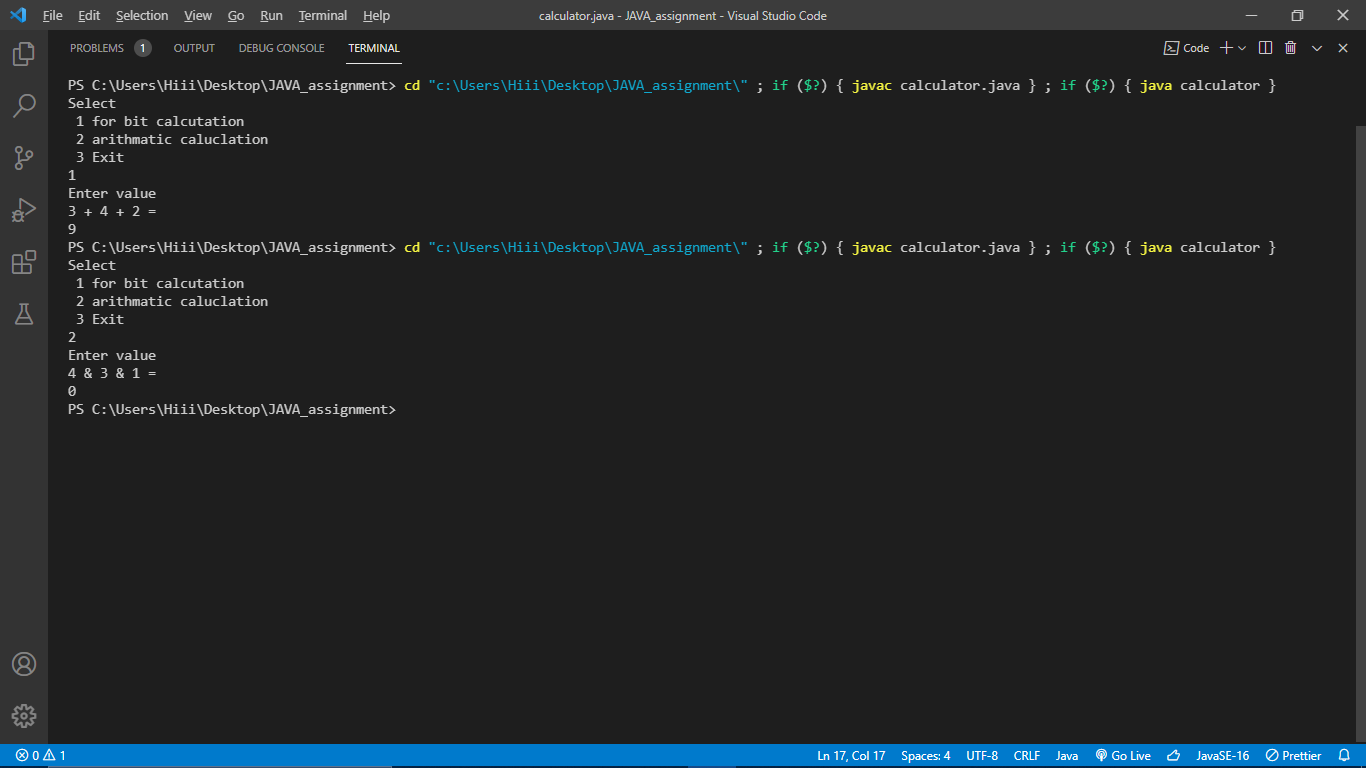 File Edit Selection View Go Run Terminal Help calculator.java - JAVA_assignment - Visual Studio Code
PROBLEMS 1 OUTPUT DEBUG CONSOLE TERMINAL Code
PS C:\Users\Hiii\Desktop\JAVA_assignment> cd "c:\Users\Hiii\Desktop\JAVA_assignment\" ; if ($?) { javac calculator.java } ; if ($?) { java calculator }
Select
 1 for bit calcutation
 2 arithmatic caluclation
 3 Exit
1
Enter value
3 + 4 + 2 =
9
PS C:\Users\Hiii\Desktop\JAVA_assignment> cd "c:\Users\Hiii\Desktop\JAVA_assignment\" ; if ($?) { javac calculator.java } ; if ($?) { java calculator }
Select
 1 for bit calcutation
 2 arithmatic caluclation
 3 Exit
2
Enter value
4 & 3 & 1 =
0
PS C:\Users\Hiii\Desktop\JAVA_assignment>
0 1 Ln 17, Col 17 Spaces: 4 UTF-8 CRLF Java Go Live JavaSE-16 Prettier